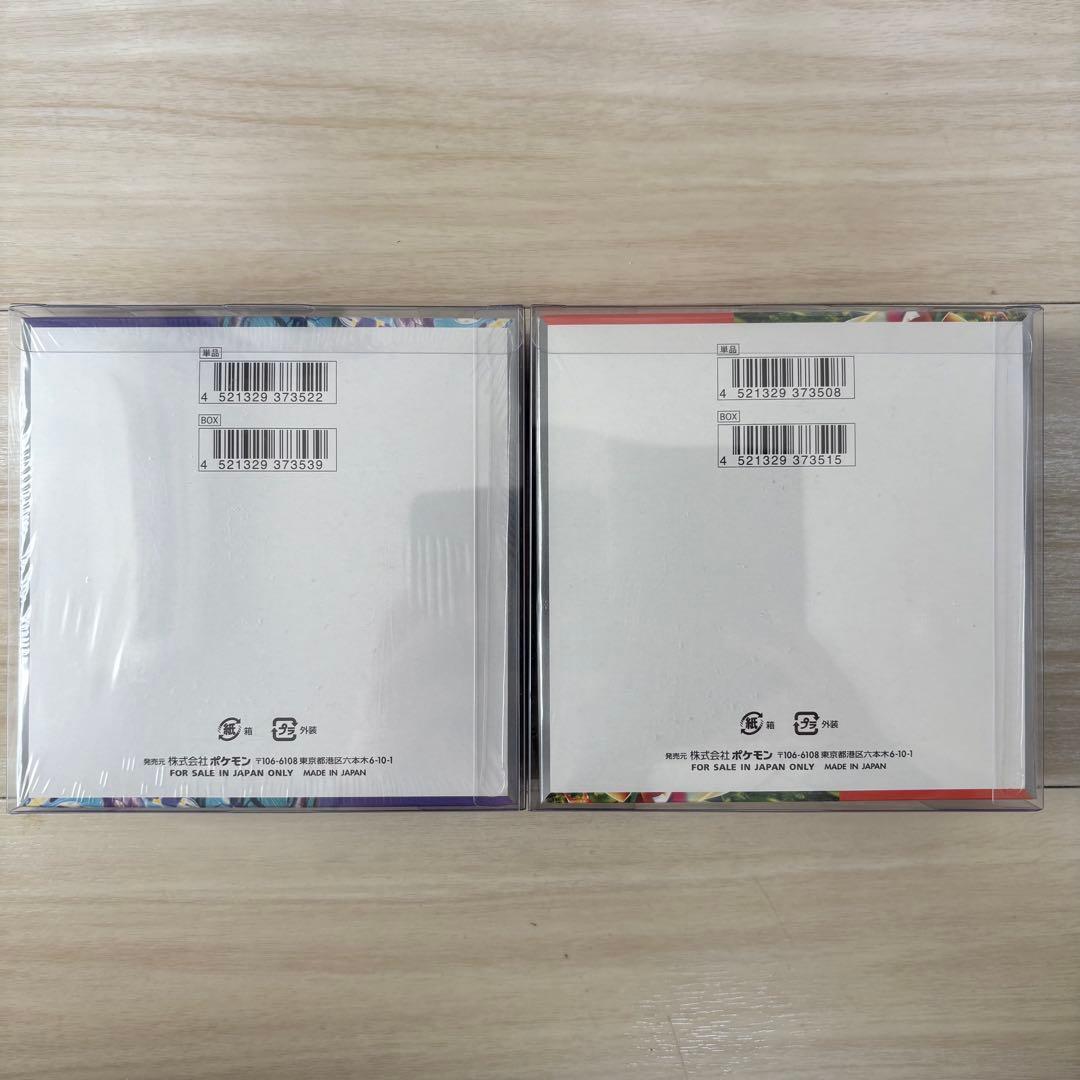 単品
4 521329 373522
BOX
4 521329 373539
紙 箱
プラ 外装
発売元 株式会社 ポケモン 〒106-6108 東京都港区六本木6-10-1
FOR SALE IN JAPAN ONLY MADE IN JAPAN
単品
4 521329 373508
BOX
4 521329 373515
紙 箱
プラ 外装
発売元 株式会社 ポケモン 〒106-6108 東京都港区六本木6-10-1
FOR SALE IN JAPAN ONLY MADE IN JAPAN